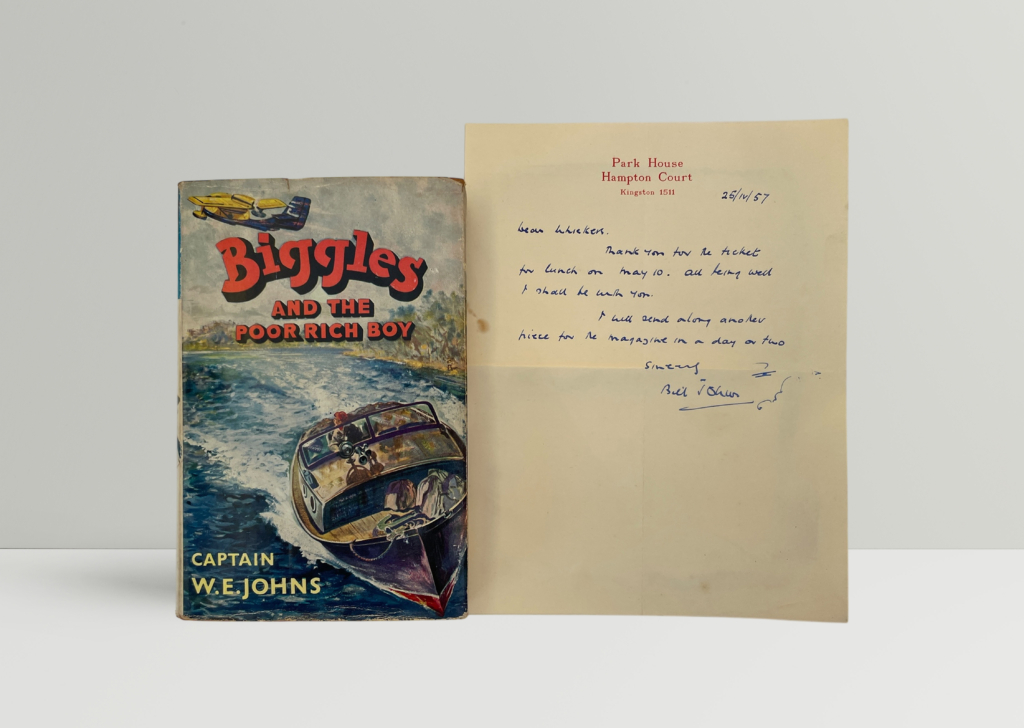 Biggles
AND THE
POOR RICH BOY
CAPTAIN
W.E. JOHNS
Park House
Hampton Court
Kingston 1511
25/IV/57
Dear Whiskers.
Thank you for the ticket
for lunch on May 10. All being well
I shall be with you.
I will send along another
piece for the magazine in a day or two
Sincerely
Bill Johns